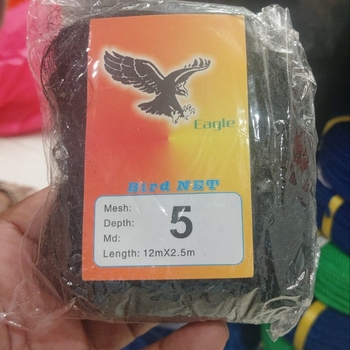 Eagle
Bird NET
Mesh:
Depth: 5
Md:
Length: 12mX2.5m